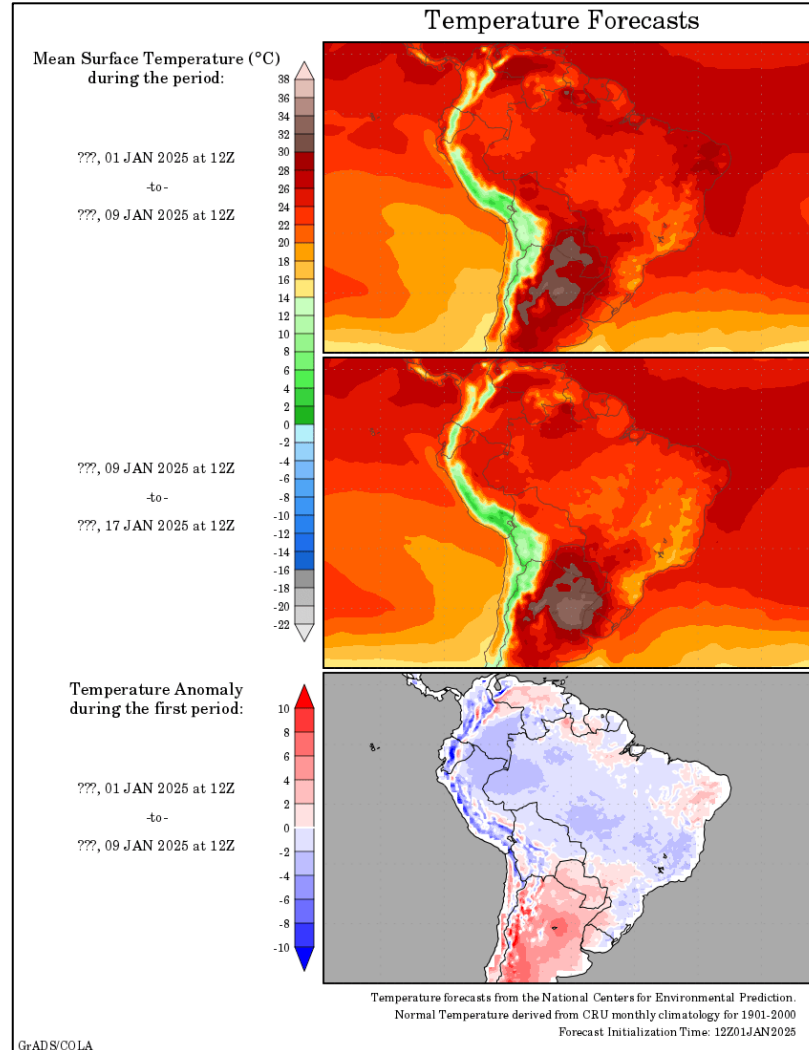 Temperature Forecasts
Mean Surface Temperature (°C)
during the period:
???, 01 JAN 2025 at 12Z
-to-
???, 09 JAN 2025 at 12Z
38
36
34
32
30
28
26
24
22
20
18
16
14
12
10
8
6
4
2
0
-2
-4
-6
-8
-10
-12
-14
-16
-18
-20
-22
???, 09 JAN 2025 at 12Z
-to-
???, 17 JAN 2025 at 12Z
Temperature Anomaly
during the first period:
???, 01 JAN 2025 at 12Z
-to-
???, 09 JAN 2025 at 12Z
10
8
6
4
2
0
-2
-4
-6
-8
-10
Temperature forecasts from the National Centers for Environmental Prediction.
Normal Temperature derived from CRU monthly climatology for 1901-2000
Forecast Initialization Time: 12Z01JAN2025
GrADS/COLA